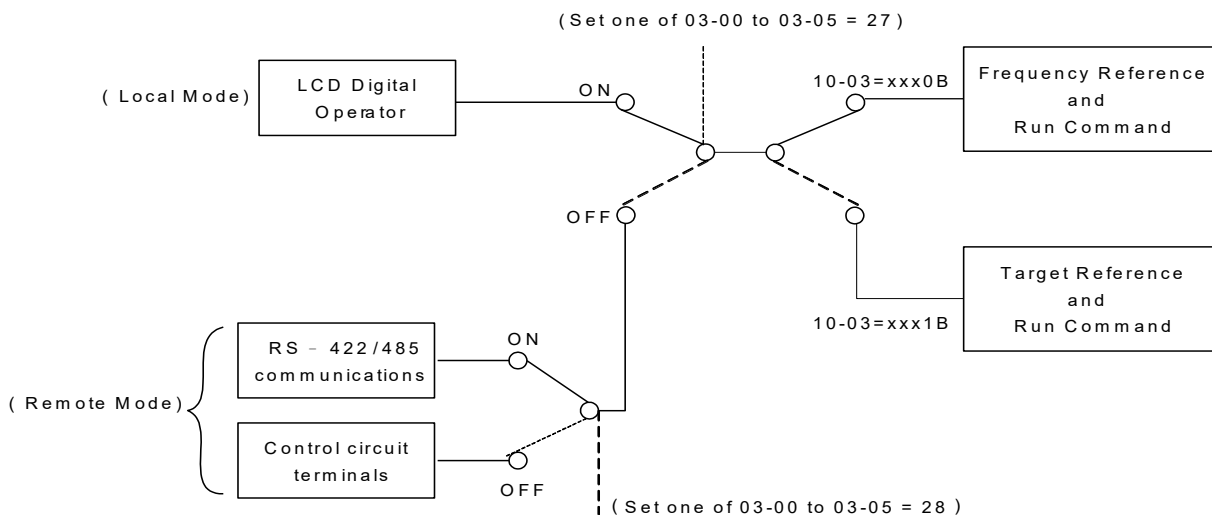 (Set one of 03-00 to 03-05 = 27)
LCD Digital
Operator
( Local Mode)
ON
10-03=xxx0B
Frequency Reference
and
Run Command
OFF
Target Reference
and
Run Command
10-03=xxx1B
RS – 422/485
communications
ON
( Remote Mode)
Control circuit
terminals
OFF
(Set one of 03-00 to 03-05 = 28 )